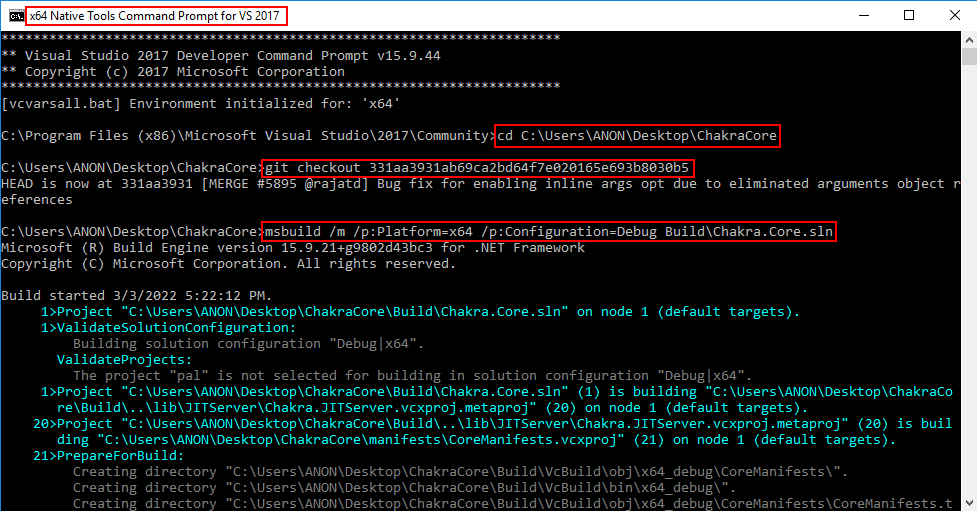 x64 Native Tools Command Prompt for VS 2017
**********************************************************************
** Visual Studio 2017 Developer Command Prompt v15.9.44
** Copyright (c) 2017 Microsoft Corporation
**********************************************************************
[vcvarsall.bat] Environment initialized for: 'x64'
C:\Program Files (x86)\Microsoft Visual Studio\2017\Community>cd C:\Users\ANON\Desktop\ChakraCore
C:\Users\ANON\Desktop\ChakraCore>git checkout 331aa3931ab69ca2bd64f7e020165e693b8030b5
HEAD is now at 331aa3931 [MERGE #5895 @rajatd] Bug fix for enabling inline args opt due to eliminated arguments object r
eferences
C:\Users\ANON\Desktop\ChakraCore>msbuild /m /p:Platform=x64 /p:Configuration=Debug Build\Chakra.Core.sln
Microsoft (R) Build Engine version 15.9.21+g9802d43bc3 for .NET Framework
Copyright (C) Microsoft Corporation. All rights reserved.
Build started 3/3/2022 5:22:12 PM.
1>Project "C:\Users\ANON\Desktop\ChakraCore\Build\Chakra.Core.sln" on node 1 (default targets).
1>ValidateSolutionConfiguration:
Building solution configuration "Debug|x64".
ValidateProjects:
The project "pal" is not selected for building in solution configuration "Debug|x64".
1>Project "C:\Users\ANON\Desktop\ChakraCore\Build\Chakra.Core.sln" (1) is building "C:\Users\ANON\Desktop\ChakraCo
re\Build\..\lib\JITServer\Chakra.JITServer.vcxproj.metaproj" (20) on node 1 (default targets).
20>Project "C:\Users\ANON\Desktop\ChakraCore\Build\..\lib\JITServer\Chakra.JITServer.vcxproj.metaproj" (20) is buil
ding "C:\Users\ANON\Desktop\ChakraCore\manifests\CoreManifests.vcxproj" (21) on node 1 (default targets).
21>PrepareForBuild:
Creating directory "C:\Users\ANON\Desktop\ChakraCore\Build\VcBuild\obj\x64_debug\CoreManifests\".
Creating directory "C:\Users\ANON\Desktop\ChakraCore\Build\VcBuild\bin\x64_debug\".
Creating directory "C:\Users\ANON\Desktop\ChakraCore\Build\VcBuild\obj\x64_debug\CoreManifests\CoreManifests.t